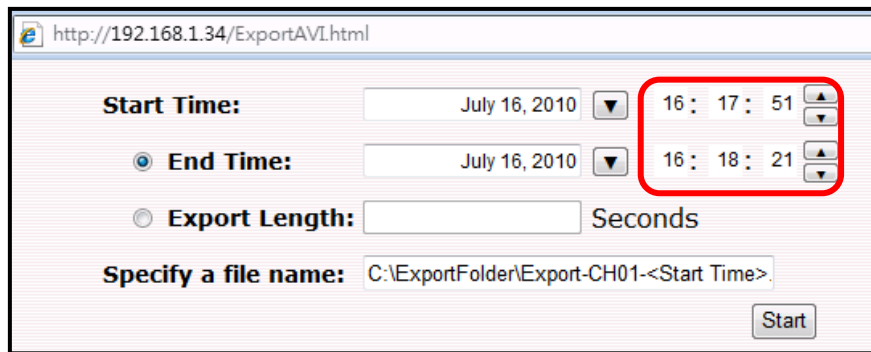 http://192.168.1.34/ExportAVI.html
Start Time: July 16, 2010 ▼ 16 : 17 : 51 ▲ ▼
End Time: July 16, 2010 ▼ 16 : 18 : 21 ▲ ▼
Export Length: Seconds
Specify a file name: C:\ExportFolder\Export-CH01-<Start Time>.
Start